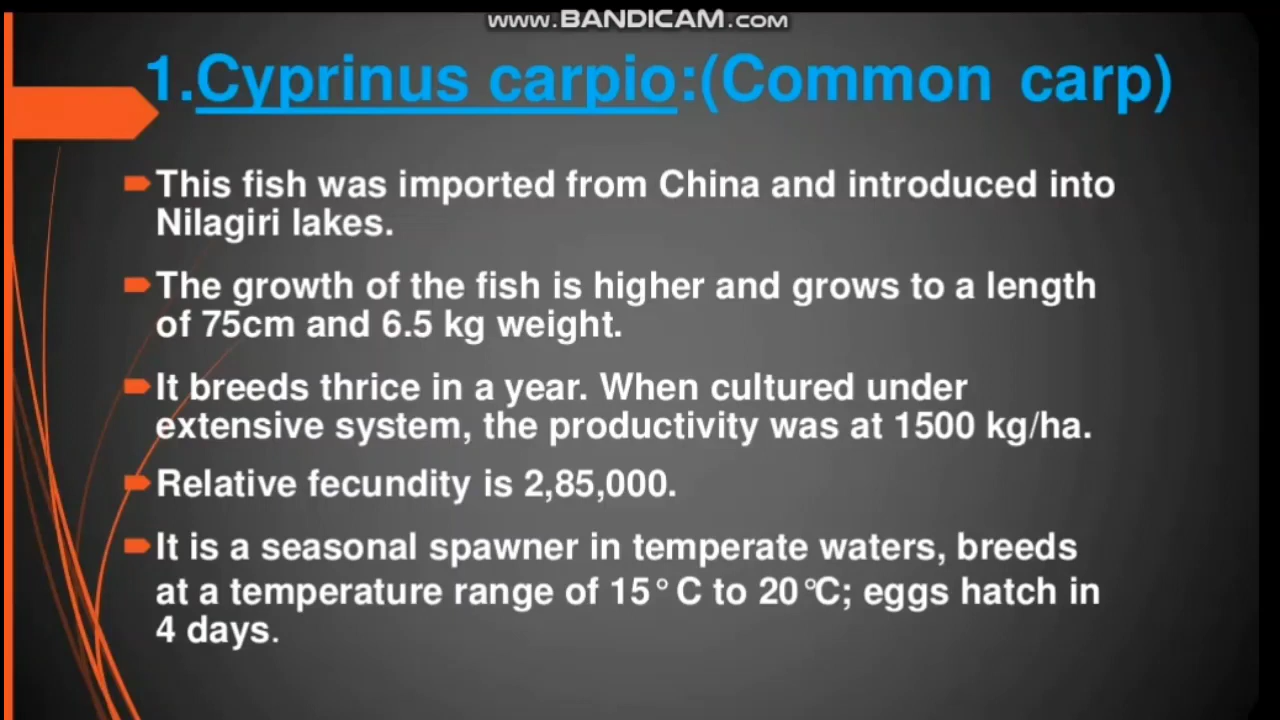 www.BANDICAM.com
1.Cyprinus carpio:(Common carp)
This fish was imported from China and introduced into
Nilagiri lakes.
The growth of the fish is higher and grows to a length
of 75cm and 6.5 kg weight.
It breeds thrice in a year. When cultured under
extensive system, the productivity was at 1500 kg/ha.
Relative fecundity is 2,85,000.
It is a seasonal spawner in temperate waters, breeds
at a temperature range of 15° C to 20℃; eggs hatch in
4 days.